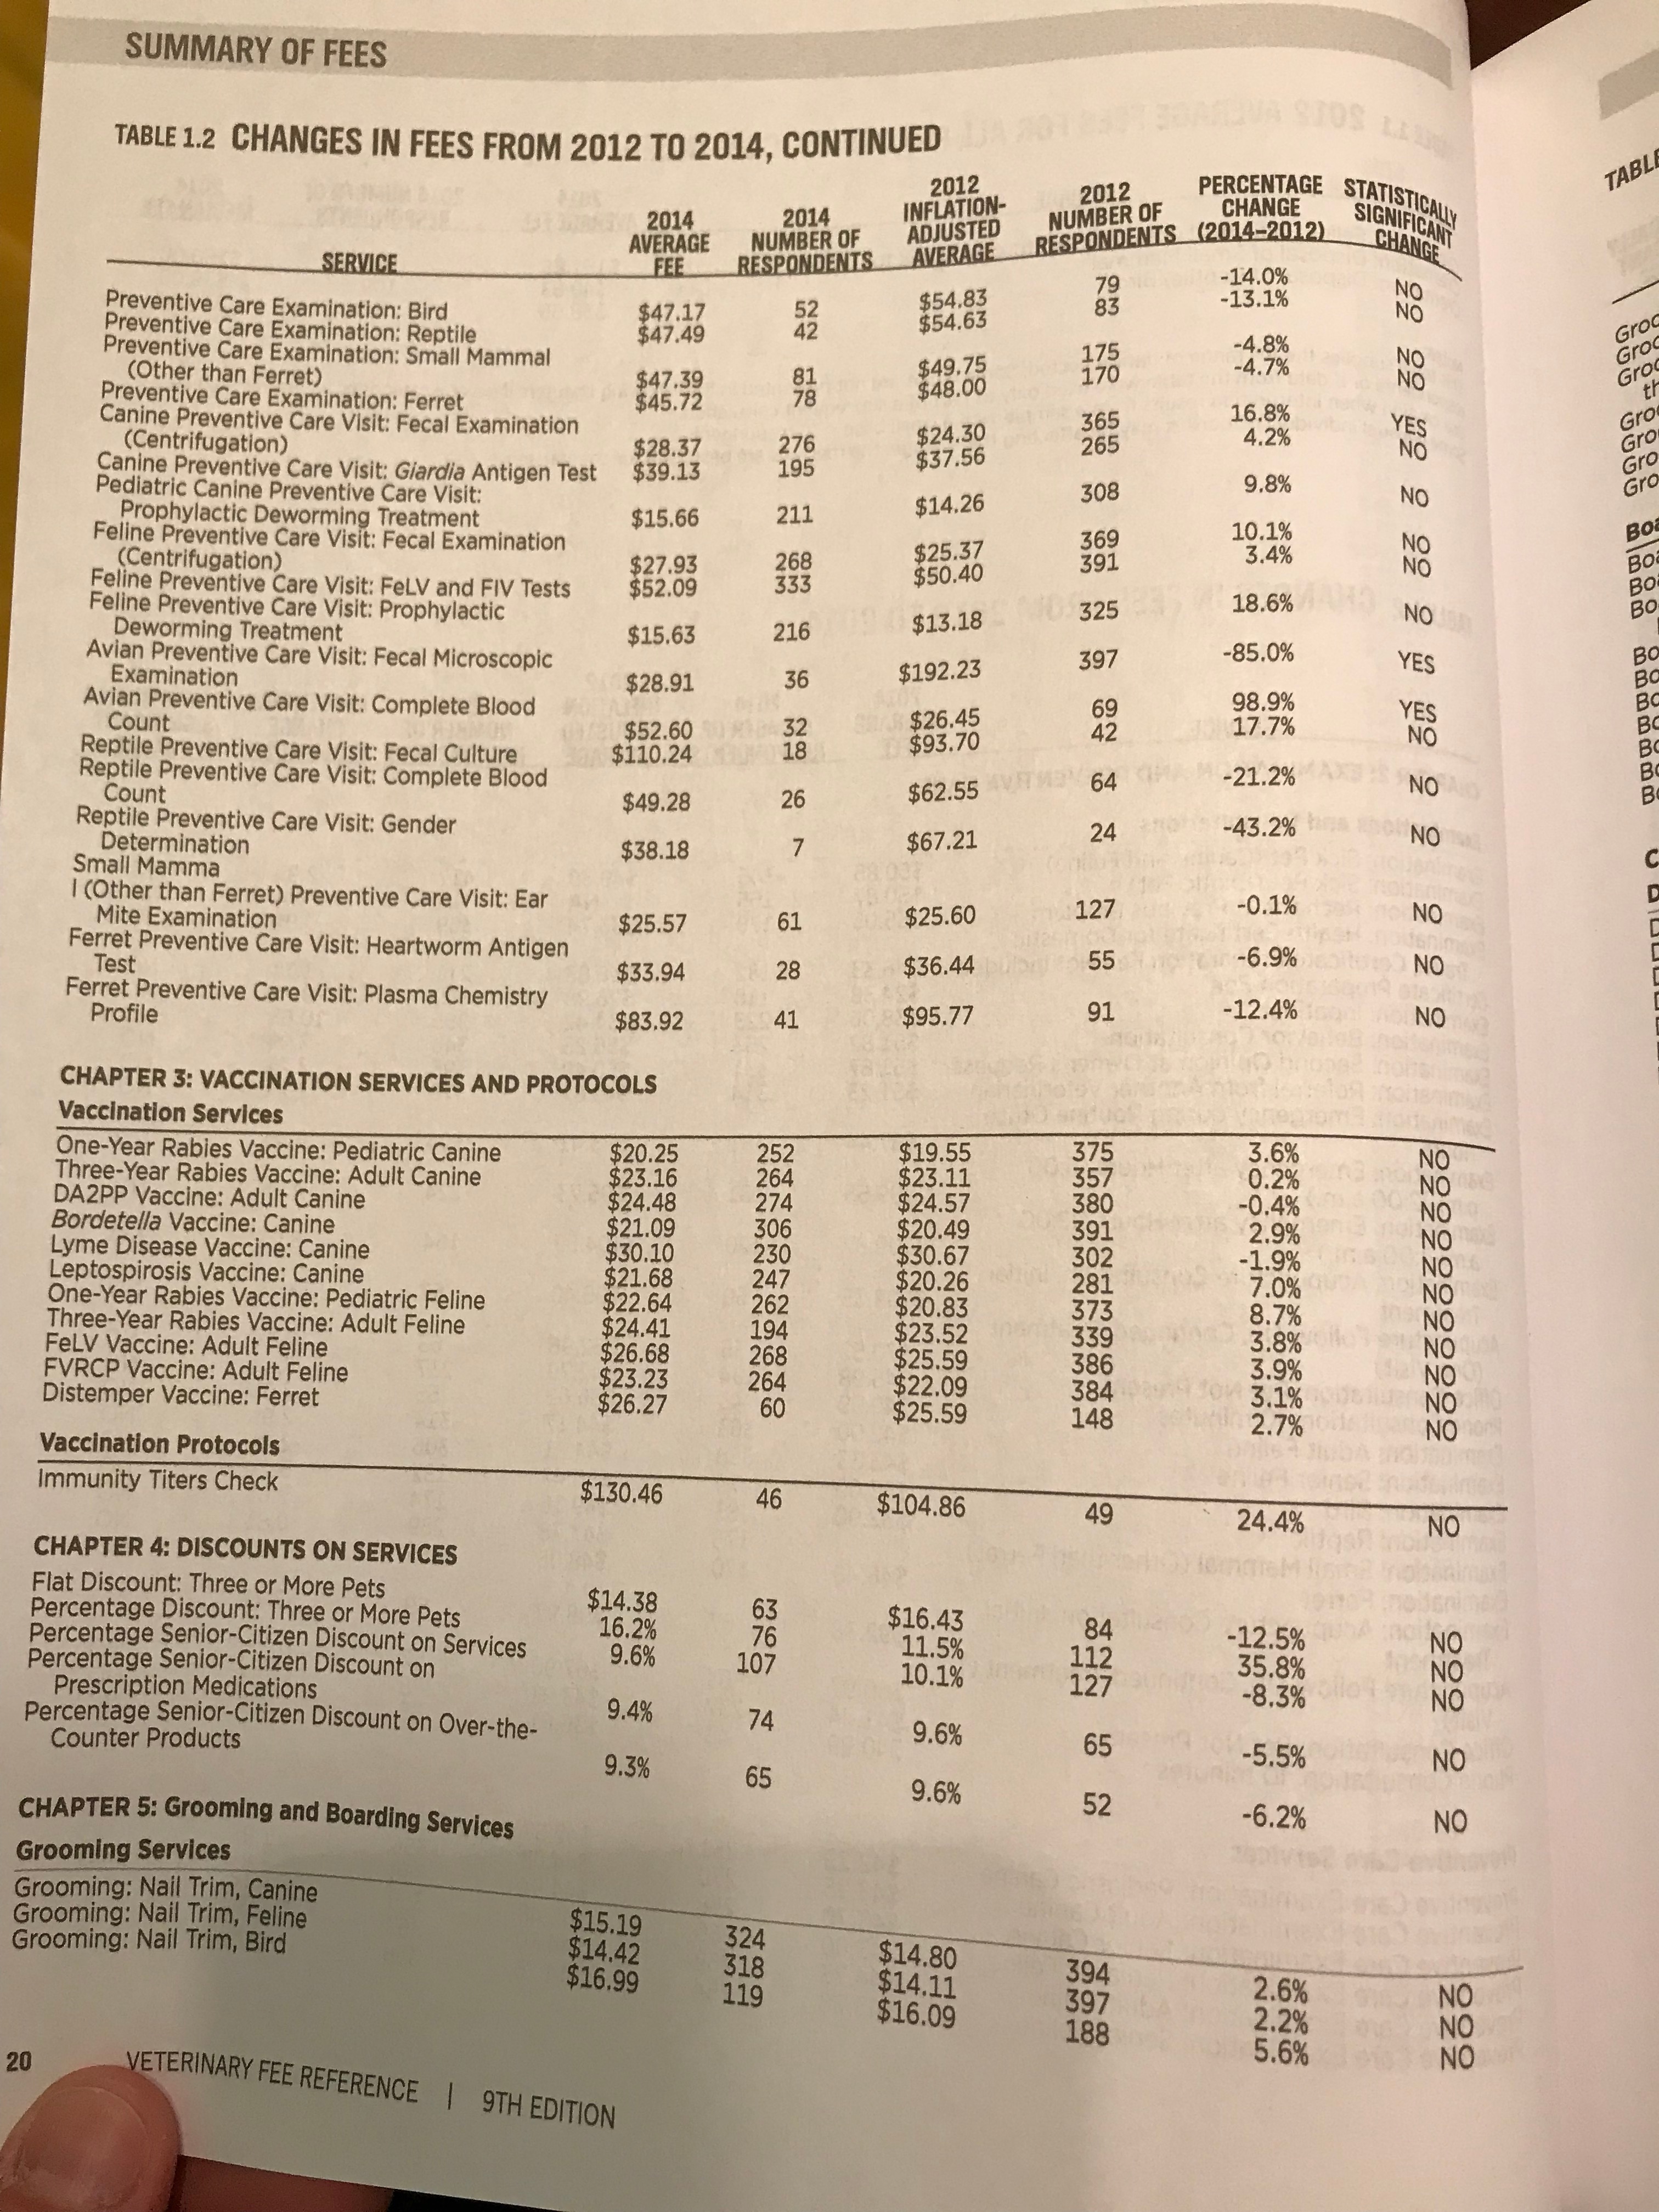 SUMMARY OF FEES
TABLE 1.2 CHANGES IN FEES FROM 2012 TO 2014, CONTINUED
SERVICE 2014 AVERAGE FEE 2014 NUMBER OF RESPONDENTS 2012 INFLATION-ADJUSTED AVERAGE 2012 NUMBER OF RESPONDENTS PERCENTAGE CHANGE (2014–2012) STATISTICALLY SIGNIFICANT CHANGE
Preventive Care Examination: Bird $47.17 52 $54.83 79 -14.0% NO
Preventive Care Examination: Reptile $47.49 42 $54.63 83 -13.1% NO
Preventive Care Examination: Small Mammal
(Other than Ferret) $47.39 81 $49.75 175 -4.8% NO
Preventive Care Examination: Ferret $45.72 78 $48.00 170 -4.7% NO
Canine Preventive Care Visit: Fecal Examination
(Centrifugation) $28.37 276 $24.30 365 16.8% YES
Canine Preventive Care Visit: Giardia Antigen Test $39.13 195 $37.56 265 4.2% NO
Pediatric Canine Preventive Care Visit:
Prophylactic Deworming Treatment $15.66 211 $14.26 308 9.8% NO
Feline Preventive Care Visit: Fecal Examination
(Centrifugation) $27.93 268 $25.37 369 10.1% NO
Feline Preventive Care Visit: FeLV and FIV Tests $52.09 333 $50.40 391 3.4% NO
Feline Preventive Care Visit: Prophylactic
Deworming Treatment $15.63 216 $13.18 325 18.6% NO
Avian Preventive Care Visit: Fecal Microscopic
Examination $28.91 36 $192.23 397 -85.0% YES
Avian Preventive Care Visit: Complete Blood
Count $52.60 32 $26.45 69 98.9% YES
Reptile Preventive Care Visit: Fecal Culture $110.24 18 $93.70 42 17.7% NO
Reptile Preventive Care Visit: Complete Blood
Count $49.28 26 $62.55 64 -21.2% NO
Reptile Preventive Care Visit: Gender
Determination $38.18 7 $67.21 24 -43.2% NO
Small Mamma
l (Other than Ferret) Preventive Care Visit: Ear
Mite Examination $25.57 61 $25.60 127 -0.1% NO
Ferret Preventive Care Visit: Heartworm Antigen
Test $33.94 28 $36.44 55 -6.9% NO
Ferret Preventive Care Visit: Plasma Chemistry
Profile $83.92 41 $95.77 91 -12.4% NO
CHAPTER 3: VACCINATION SERVICES AND PROTOCOLS
Vaccination Services
One-Year Rabies Vaccine: Pediatric Canine $20.25 252 $19.55 375 3.6% NO
Three-Year Rabies Vaccine: Adult Canine $23.16 264 $23.11 357 0.2% NO
DA2PP Vaccine: Adult Canine $24.48 274 $24.57 380 -0.4% NO
Bordetella Vaccine: Canine $21.09 306 $20.49 391 2.9% NO
Lyme Disease Vaccine: Canine $30.10 230 $30.67 302 -1.9% NO
Leptospirosis Vaccine: Canine $21.68 247 $20.26 281 7.0% NO
One-Year Rabies Vaccine: Pediatric Feline $22.64 262 $20.83 373 8.7% NO
Three-Year Rabies Vaccine: Adult Feline $24.41 194 $23.52 339 3.8% NO
FeLV Vaccine: Adult Feline $26.68 268 $25.59 386 3.9% NO
FVRCP Vaccine: Adult Feline $23.23 264 $22.09 384 3.1% NO
Distemper Vaccine: Ferret $26.27 60 $25.59 148 2.7% NO
Vaccination Protocols
Immunity Titers Check $130.46 46 $104.86 49 24.4% NO
CHAPTER 4: DISCOUNTS ON SERVICES
Flat Discount: Three or More Pets $14.38 63 $16.43 84 -12.5% NO
Percentage Discount: Three or More Pets 16.2% 76 11.5% 112 35.8% NO
Percentage Senior-Citizen Discount on Services 9.6% 107 10.1% 127 -8.3% NO
Percentage Senior-Citizen Discount on
Prescription Medications 9.4% 74 9.6% 65 -5.5% NO
Percentage Senior-Citizen Discount on Over-the-
Counter Products 9.3% 65 9.6% 52 -6.2% NO
CHAPTER 5: Grooming and Boarding Services
Grooming Services
Grooming: Nail Trim, Canine $15.19 324 $14.80 394 2.6% NO
Grooming: Nail Trim, Feline $14.42 318 $14.11 397 2.2% NO
Grooming: Nail Trim, Bird $16.99 119 $16.09 188 5.6% NO
20 VETERINARY FEE REFERENCE | 9TH EDITION